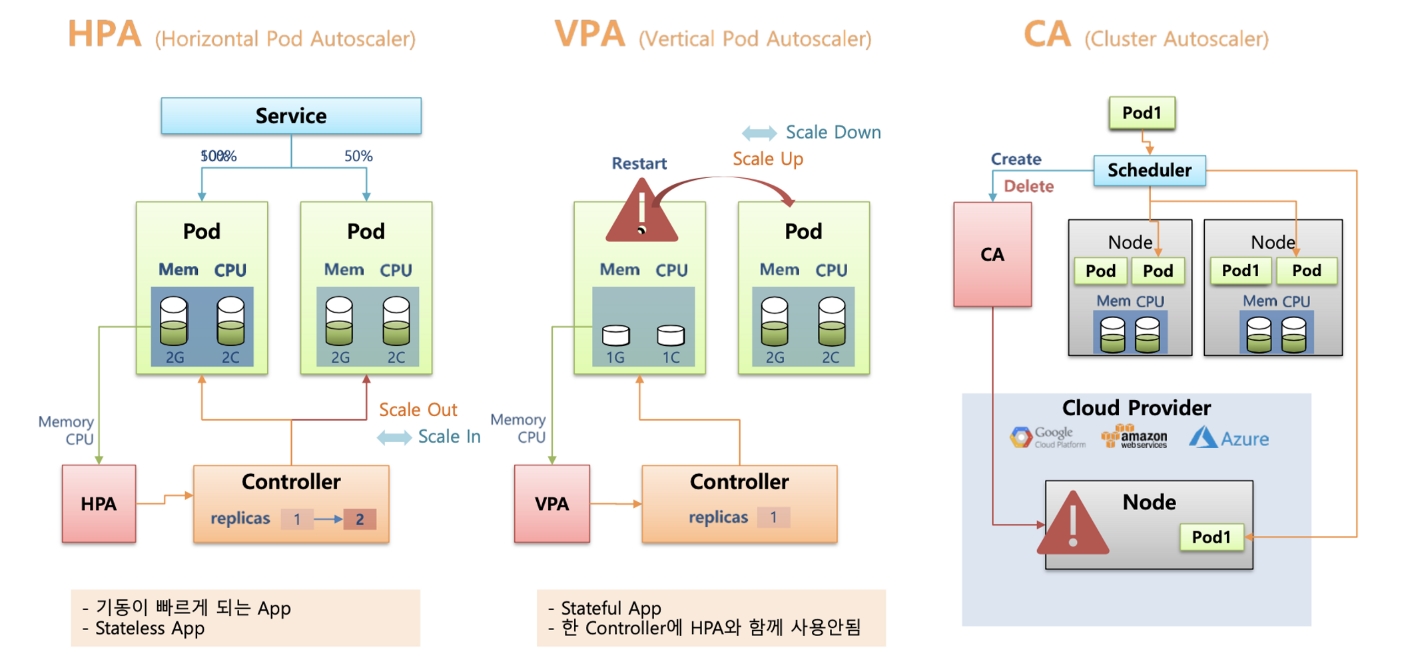 HPA (Horizontal Pod Autoscaler)
Service
50%
Pod
Mem CPU
2G 2C
Pod
Mem CPU
2G 2C
Memory
CPU
Scale Out
Scale In
HPA
Controller
replicas 1 2
- 기동이 빠르게 되는 App
- Stateless App
VPA (Vertical Pod Autoscaler)
Scale Down
Scale Up
Restart
Mem CPU
1G 1C
Pod
Mem CPU
2G 2C
Memory
CPU
VPA
Controller
replicas 1
- Stateful App
- 한 Controller에 HPA와 함께 사용안됨
CA (Cluster Autoscaler)
Pod1
Scheduler
Create
Delete
CA
Node
Pod Pod
Mem CPU
Node
Pod1 Pod
Mem CPU
Cloud Provider
Google
Cloud Platform
amazon
webservices
Azure
Node
Pod1